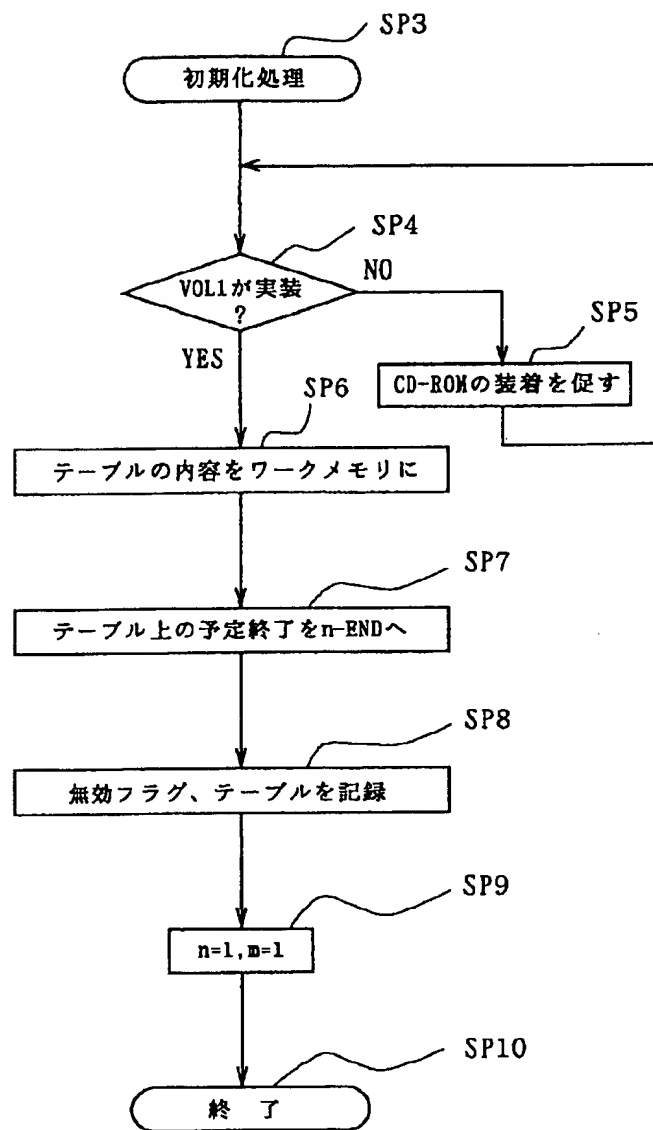 SP3
初期化処理
SP4
VOL1が実装
?
NO
YES
SP5
CD-ROMの装着を促す
SP6
テーブルの内容をワークメモリに
SP7
テーブル上の予定終了をn-ENDへ
SP8
無効フラグ、テーブルを記録
SP9
n=1,m=1
SP10
終 了